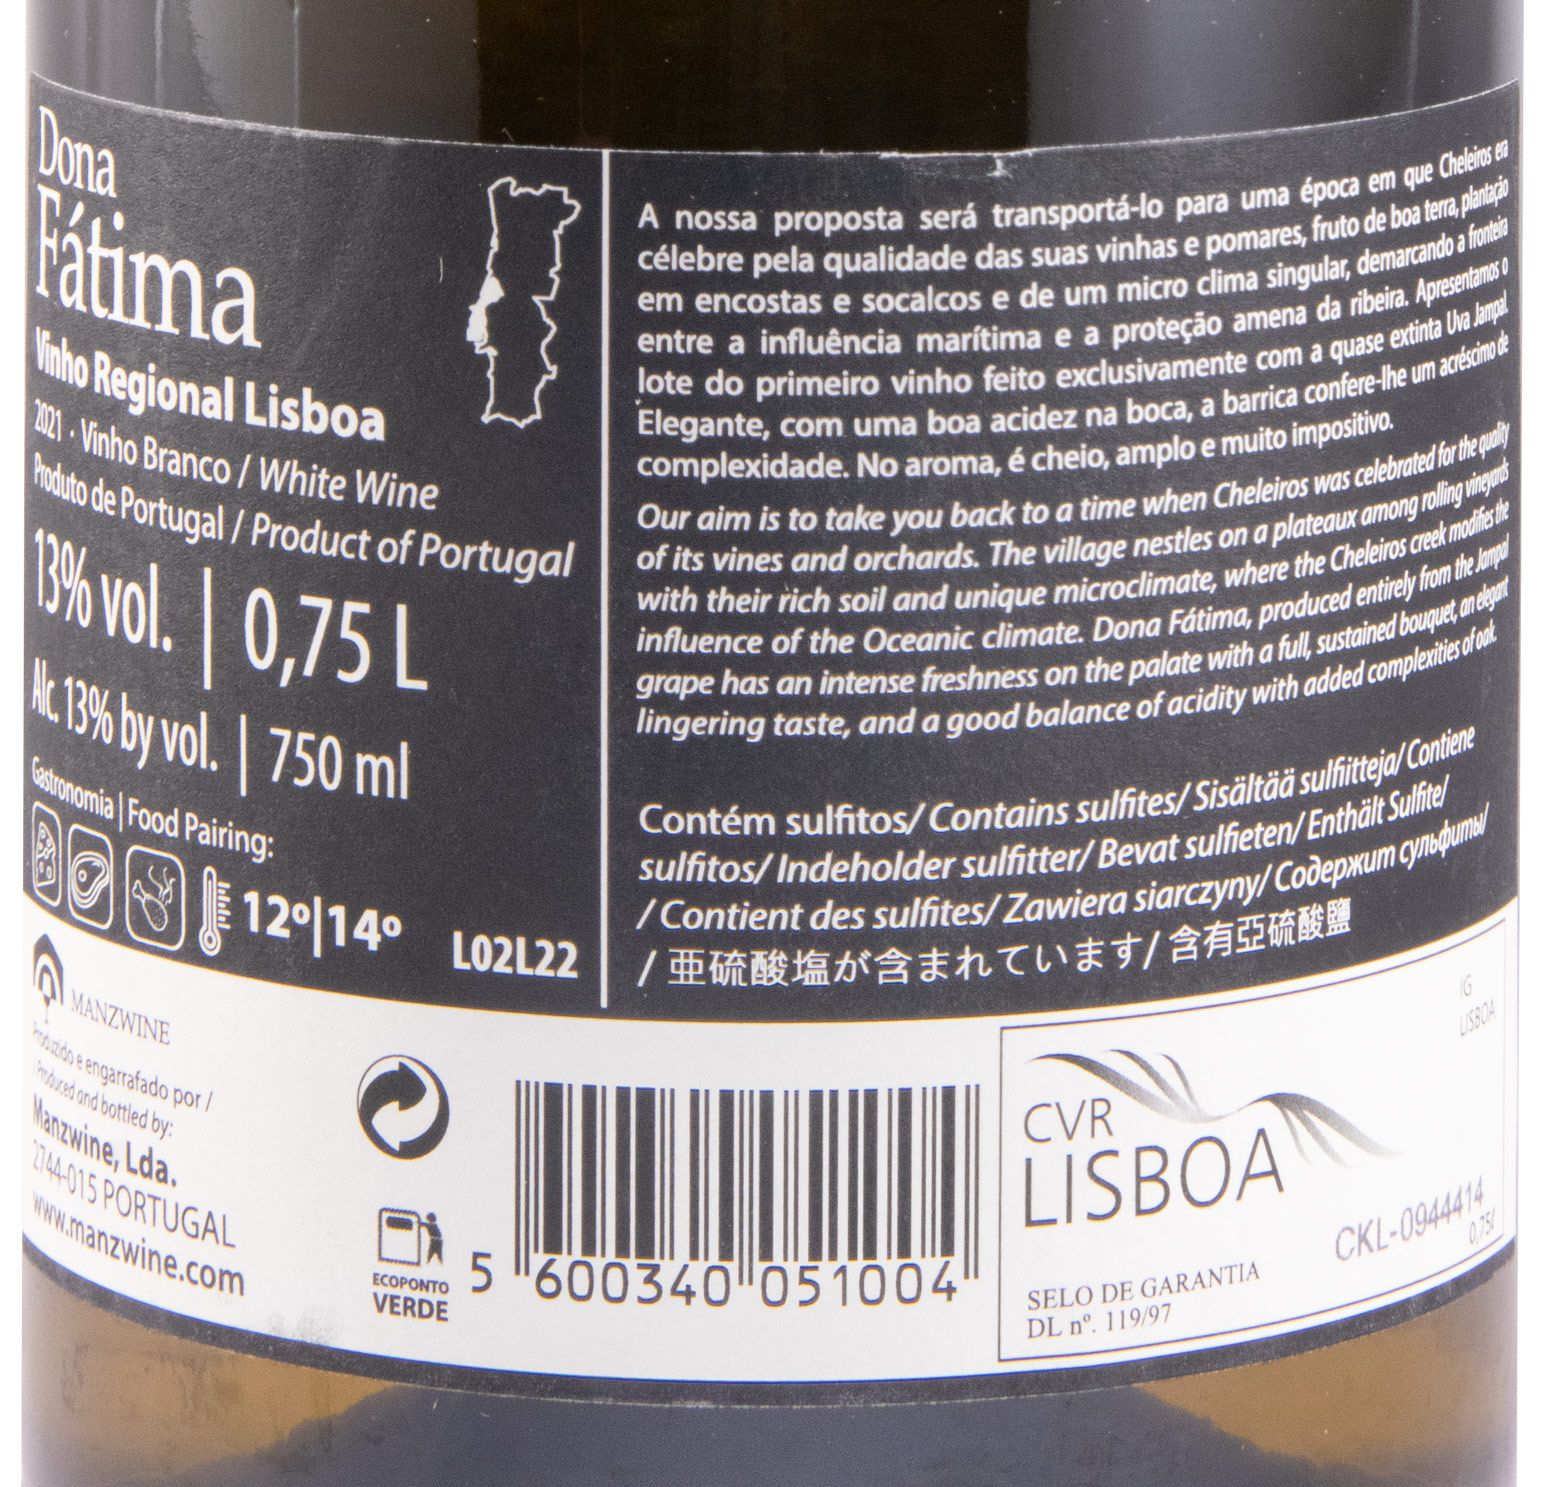 Dona
Fátima
Vinho Regional Lisboa
2021 · Vinho Branco / White Wine
Produto de Portugal / Product of Portugal
13% vol. | 0,75 L
Alc. 13% by vol. | 750 ml
Gastronomia | Food Pairing:
12º|14º
L02L22
A nossa proposta será transportá-lo para uma época em que Cheleiros era
célebre pela qualidade das suas vinhas e pomares, fruto de boa terra, plantação
em encostas e socalcos e de um micro clima singular, demarcando a fronteira
entre a influência marítima e a proteção amena da ribeira. Apresentamos o
lote do primeiro vinho feito exclusivamente com a quase extinta Uva Jampal.
Elegante, com uma boa acidez na boca, a barrica confere-lhe um acréscimo de
complexidade. No aroma, é cheio, amplo e muito impositivo.
Our aim is to take you back to a time when Cheleiros was celebrated for the quality
of its vines and orchards. The village nestles on a plateaux among rolling vineyards
with their rich soil and unique microclimate, where the Cheleiros creek modifies the
influence of the Oceanic climate. Dona Fátima, produced entirely from the Jampal
grape has an intense freshness on the palate with a full, sustained bouquet, an elegant
lingering taste, and a good balance of acidity with added complexities of oak.
Contém sulfitos/ Contains sulfites/ Sisältää sulfiitteja/ Contiene
sulfitos/ Indeholder sulfitter/ Bevat sulfieten/ Enthält Sulfite/
/ Contient des sulfites/ Zawiera siarczyny/ Содержит сульфиты/
/ 亜硫酸塩が含まれています/ 含有亞硫酸鹽
MANZWINE
Produzido e engarrafado por /
/ Produced and bottled by:
Manzwine, Lda.
2744-015 PORTUGAL
www.manzwine.com
ECOPONTO
VERDE
5 600340 051004
IG
LISBOA
CVR
LISBOA
CKL-0944414
0,75ℓ
SELO DE GARANTIA
DL nº. 119/97